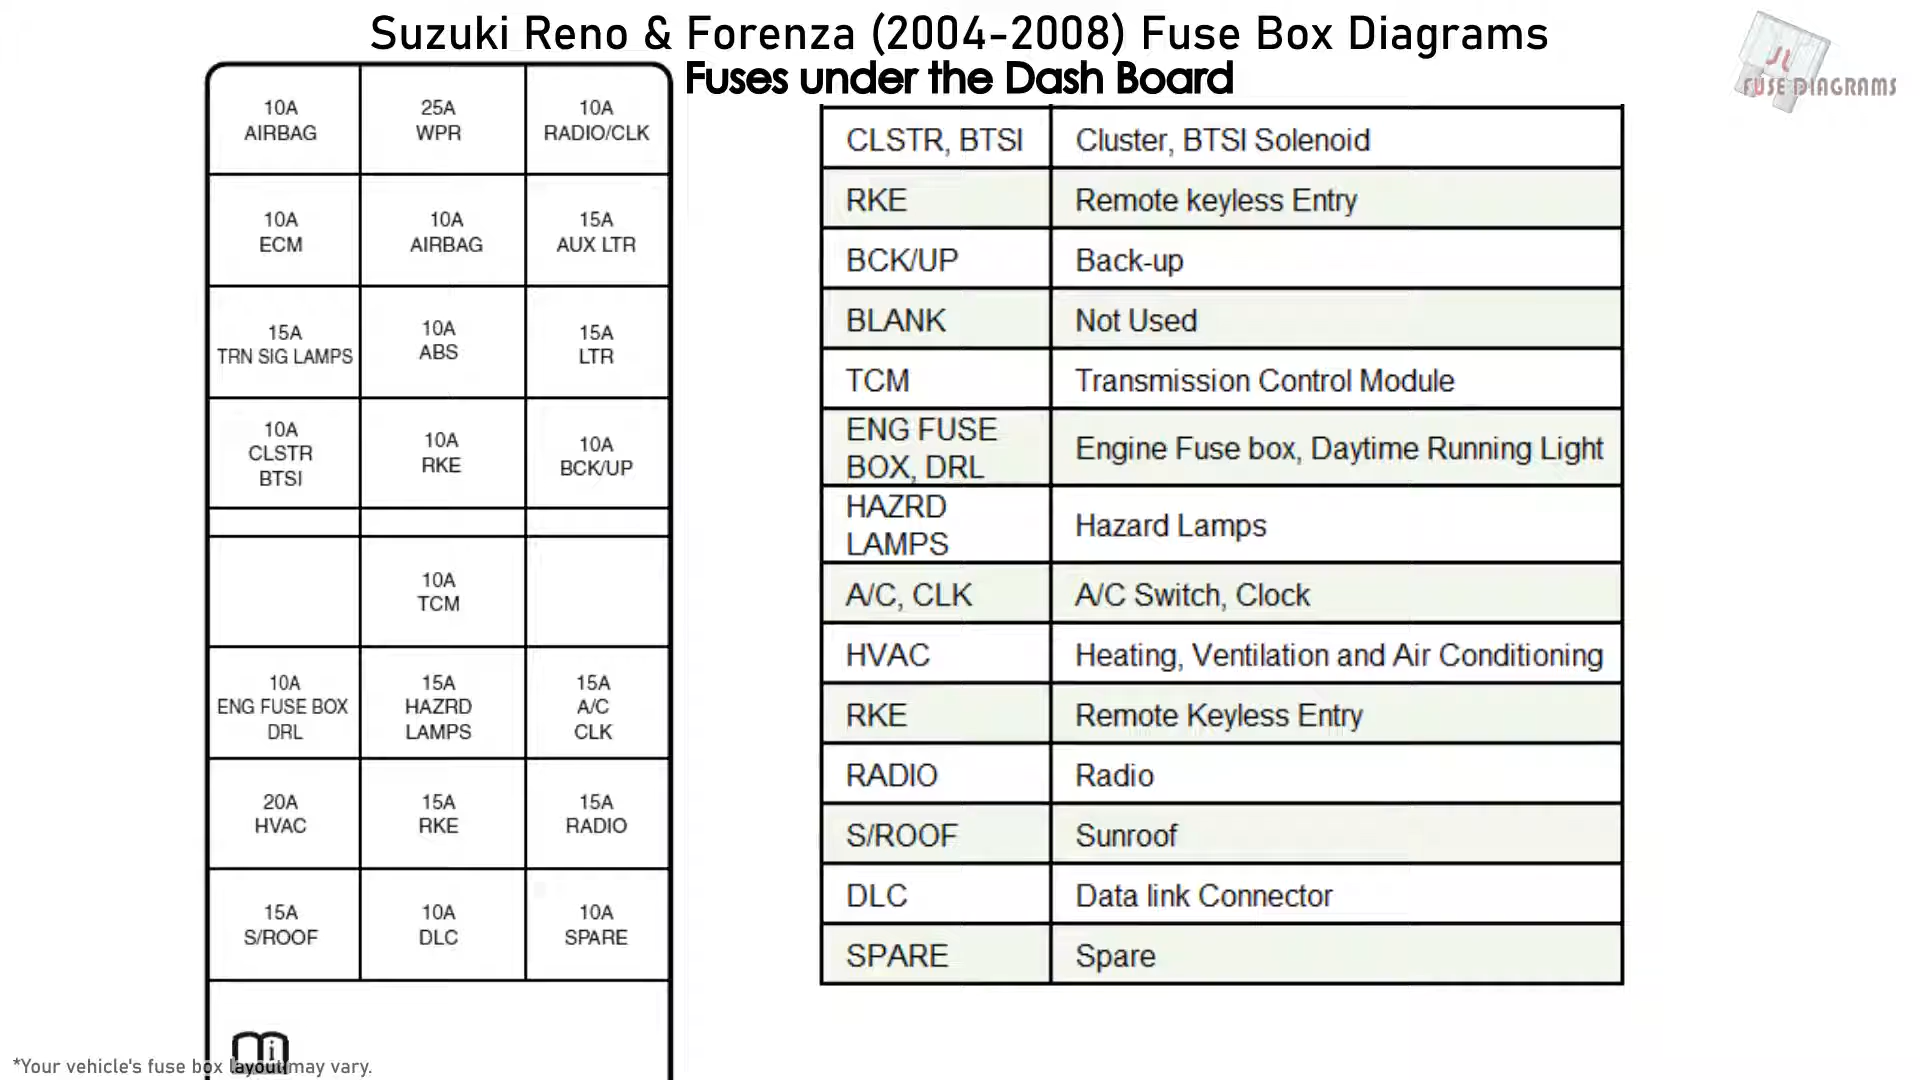 Suzuki Reno & Forenza (2004-2008) Fuse Box Diagrams
Fuses under the Dash Board
JL
FUSE DIAGRAMS
10A
AIRBAG
25A
WPR
10A
RADIO/CLK
10A
ECM
10A
AIRBAG
15A
AUX LTR
15A
TRN SIG LAMPS
10A
ABS
15A
LTR
10A
CLSTR
BTSI
10A
RKE
10A
BCK/UP
10A
TCM
10A
ENG FUSE BOX
DRL
15A
HAZRD
LAMPS
15A
A/C
CLK
20A
HVAC
15A
RKE
15A
RADIO
15A
S/ROOF
10A
DLC
10A
SPARE
CLSTR, BTSI
Cluster, BTSI Solenoid
RKE
Remote keyless Entry
BCK/UP
Back-up
BLANK
Not Used
TCM
Transmission Control Module
ENG FUSE
BOX, DRL
Engine Fuse box, Daytime Running Light
HAZRD
LAMPS
Hazard Lamps
A/C, CLK
A/C Switch, Clock
HVAC
Heating, Ventilation and Air Conditioning
RKE
Remote Keyless Entry
RADIO
Radio
S/ROOF
Sunroof
DLC
Data link Connector
SPARE
Spare
i
*Your vehicle's fuse box layout may vary.